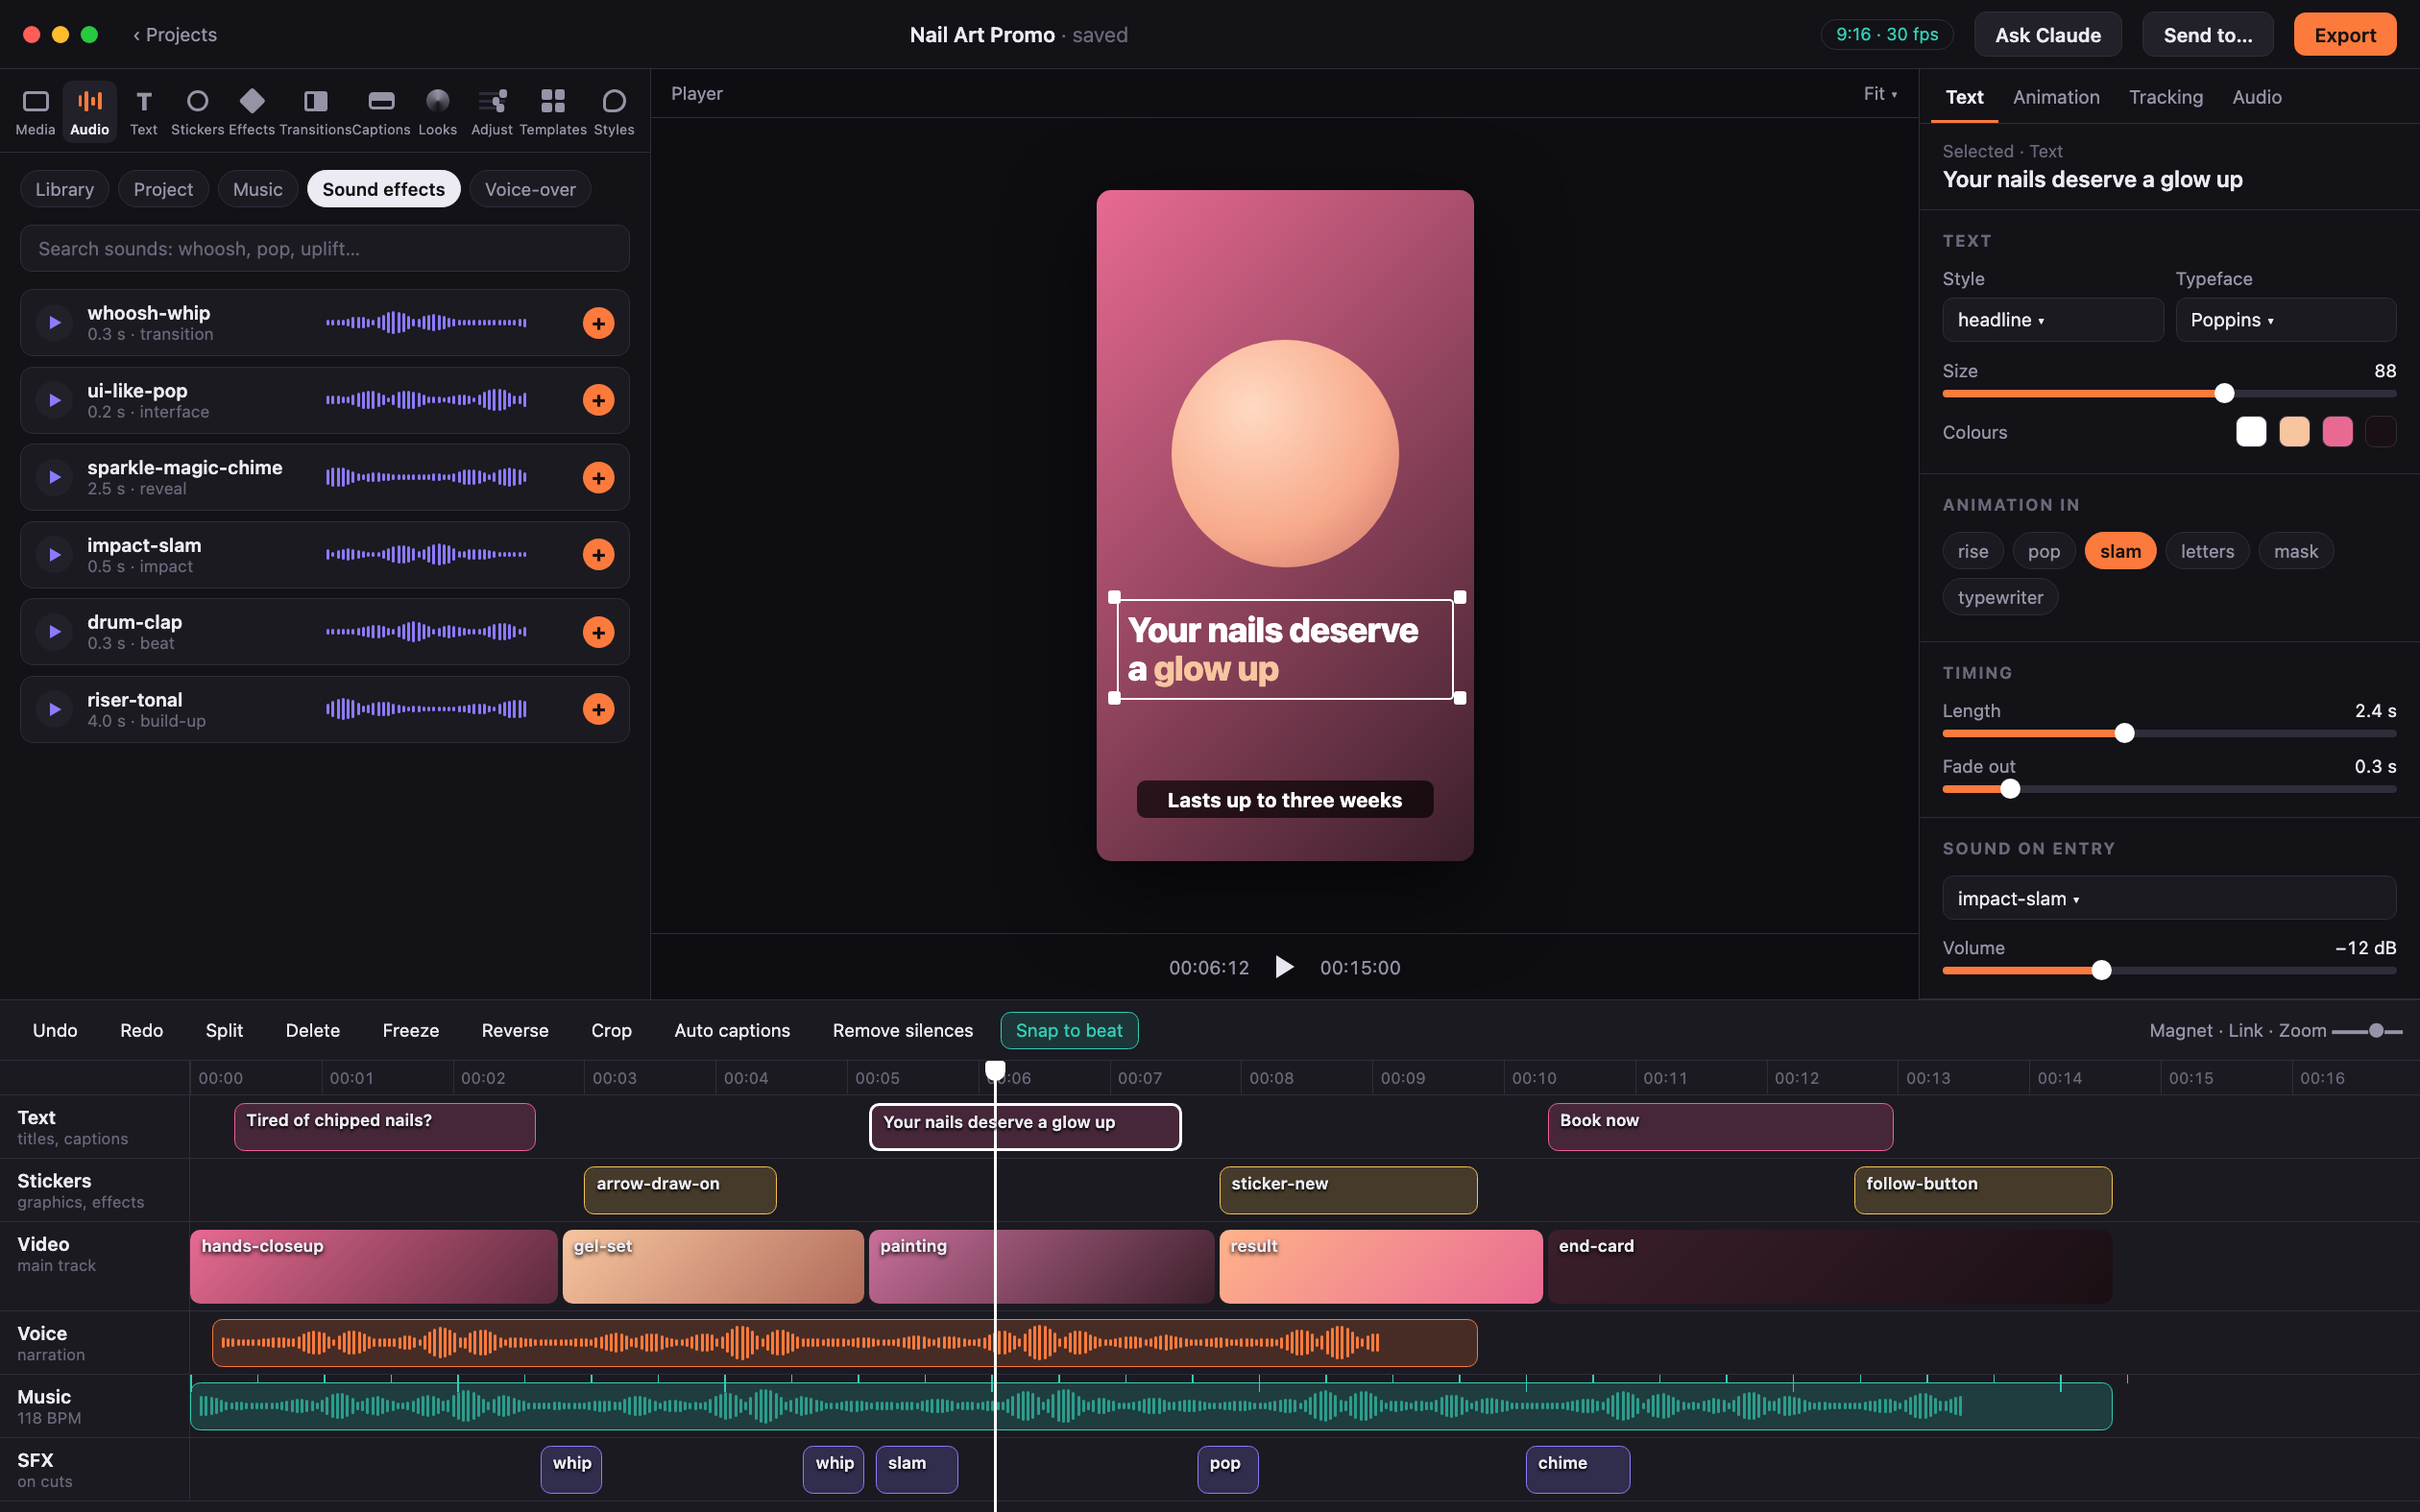 ‹ Projects
Nail Art Promo · saved
9:16 · 30 fps
Ask Claude
Send to...
Export
Media
Audio
Text
Stickers
Effects
Transitions
Captions
Looks
Adjust
Templates
Styles
Library
Project
Music
Sound effects
Voice-over
Search sounds: whoosh, pop, uplift...
whoosh-whip
0.3 s · transition
ui-like-pop
0.2 s · interface
sparkle-magic-chime
2.5 s · reveal
impact-slam
0.5 s · impact
drum-clap
0.3 s · beat
riser-tonal
4.0 s · build-up
Player
Fit ▾
Your nails deserve
a glow up
Lasts up to three weeks
00:06:12
00:15:00
Text
Animation
Tracking
Audio
Selected · Text
Your nails deserve a glow up
TEXT
Style
Typeface
headline ▾
Poppins ▾
Size
88
Colours
ANIMATION IN
rise
pop
slam
letters
mask
typewriter
TIMING
Length
2.4 s
Fade out
0.3 s
SOUND ON ENTRY
impact-slam ▾
Volume
−12 dB
Undo
Redo
Split
Delete
Freeze
Reverse
Crop
Auto captions
Remove silences
Snap to beat
Magnet · Link · Zoom
00:00
00:01
00:02
00:03
00:04
00:05
00:06
00:07
00:08
00:09
00:10
00:11
00:12
00:13
00:14
00:15
00:16
Text
titles, captions
Tired of chipped nails?
Your nails deserve a glow up
Book now
Stickers
graphics, effects
arrow-draw-on
sticker-new
follow-button
Video
main track
hands-closeup
gel-set
painting
result
end-card
Voice
narration
Music
118 BPM
SFX
on cuts
whip
whip
slam
pop
chime